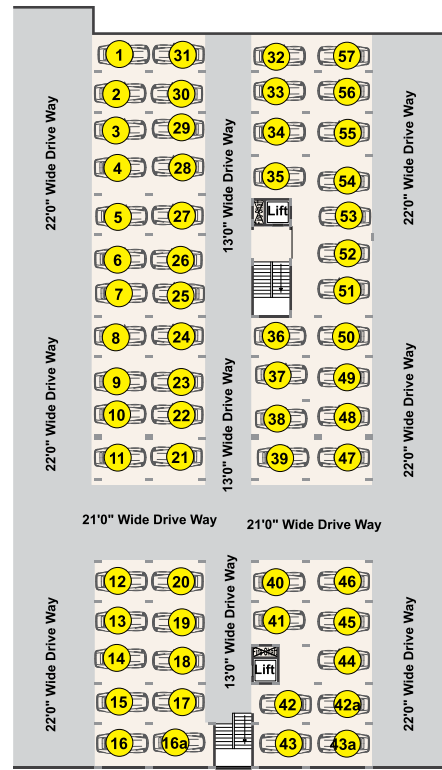 1 31 32 57
2 30 33 56
3 29 34 55
4 28 35 54
22'0" Wide Drive Way
13'0" Wide Drive Way
22'0" Wide Drive Way
5 27 Lift 53
6 26 52
7 25 51
8 24 36 50
9 23 37 49
10 22 38 48
22'0" Wide Drive Way
13'0" Wide Drive Way
22'0" Wide Drive Way
11 21 39 47
21'0" Wide Drive Way
21'0" Wide Drive Way
12 20 40 46
13 19 41 45
14 18 Lift 44
22'0" Wide Drive Way
13'0" Wide Drive Way
22'0" Wide Drive Way
15 17 42 42a
16 16a 43 43a